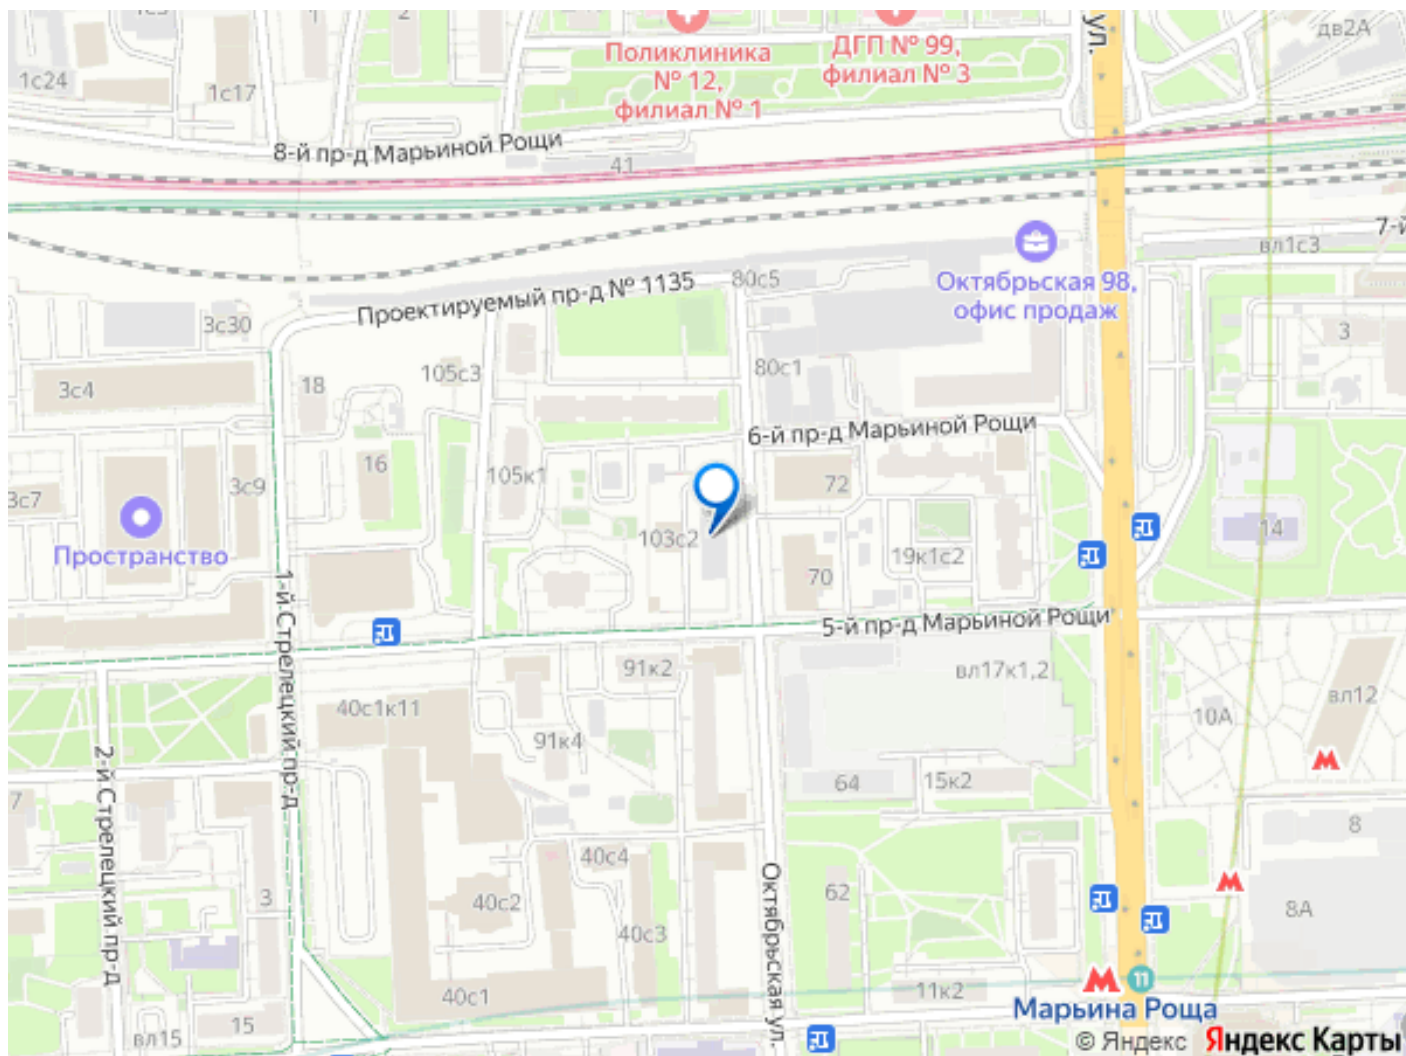 1с24
1с17
1
2
Поликлиника
№ 12,
филиал № 1
ДГП № 99,
филиал № 3
ул.
дв2А
8-й пр-д Марьиной Рощи
41
Октябрьская 98,
офис продаж
вл1с3
7-й
Проектируемый пр-д № 1135
80с5
3с30
3с4
18
105с3
80с1
3
6-й пр-д Марьиной Рощи
16
105к1
72
3с7
3с9
Пространство
103с2
70
19к1с2
14
1-й Стрелецкий пр-д
5-й пр-д Марьиной Рощи
91к2
вл17к1,2
40с1к11
91к4
10А
вл12
2-й Стрелецкий пр-д
64
15к2
7
8
40с4
Октябрьская ул.
3
40с2
62
8А
40с3
40с1
11к2
11
Марьина Роща
вл15
15
© Яндекс Яндекс Карты